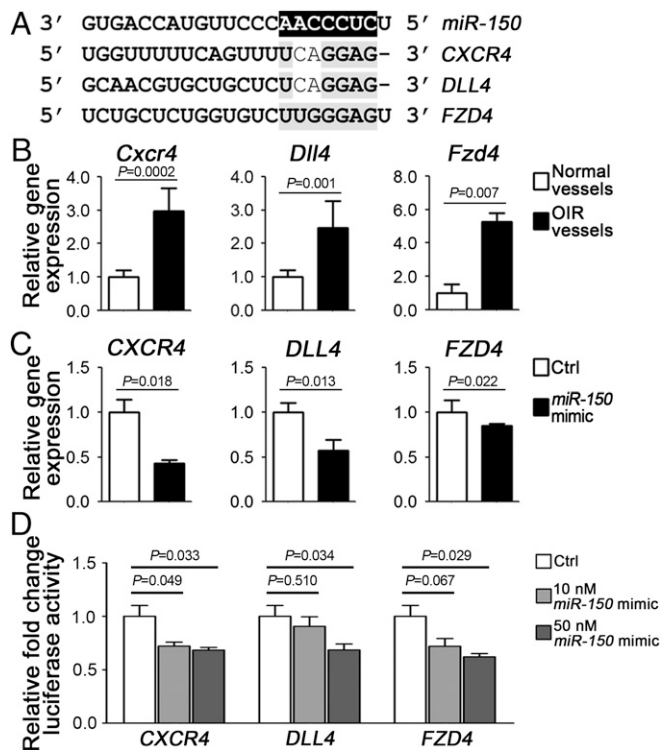 A
3′ GUGACCAUGUUCCCAACCCUCU 5′ miR-150
5′ UGGUUUUUCAGUUUUCAGGAG- 3′ CXCR4
5′ GCAACGUGCUGCUCUCAGGAG- 3′ DLL4
5′ UCUGCUCUGGUGUCUUGGGAGU 3′ FZD4
B
Cxcr4 Dll4 Fzd4
Relative gene expression
P=0.0002 P=0.001 P=0.007
4.0 4.0 8.0
3.0 3.0 6.0
2.0 2.0 4.0
1.0 1.0 2.0
0.0 0.0 0.0
Normal vessels
OIR vessels
C
CXCR4 DLL4 FZD4
Relative gene expression
P=0.018 P=0.013 P=0.022
1.5 1.5 1.5
1.0 1.0 1.0
0.5 0.5 0.5
0.0 0.0 0.0
Ctrl
miR-150 mimic
D
Relative fold change luciferase activity
P=0.033 P=0.034 P=0.029
P=0.049 P=0.510 P=0.067
1.5
1.0
0.5
0.0
CXCR4 DLL4 FZD4
Ctrl
10 nM miR-150 mimic
50 nM miR-150 mimic